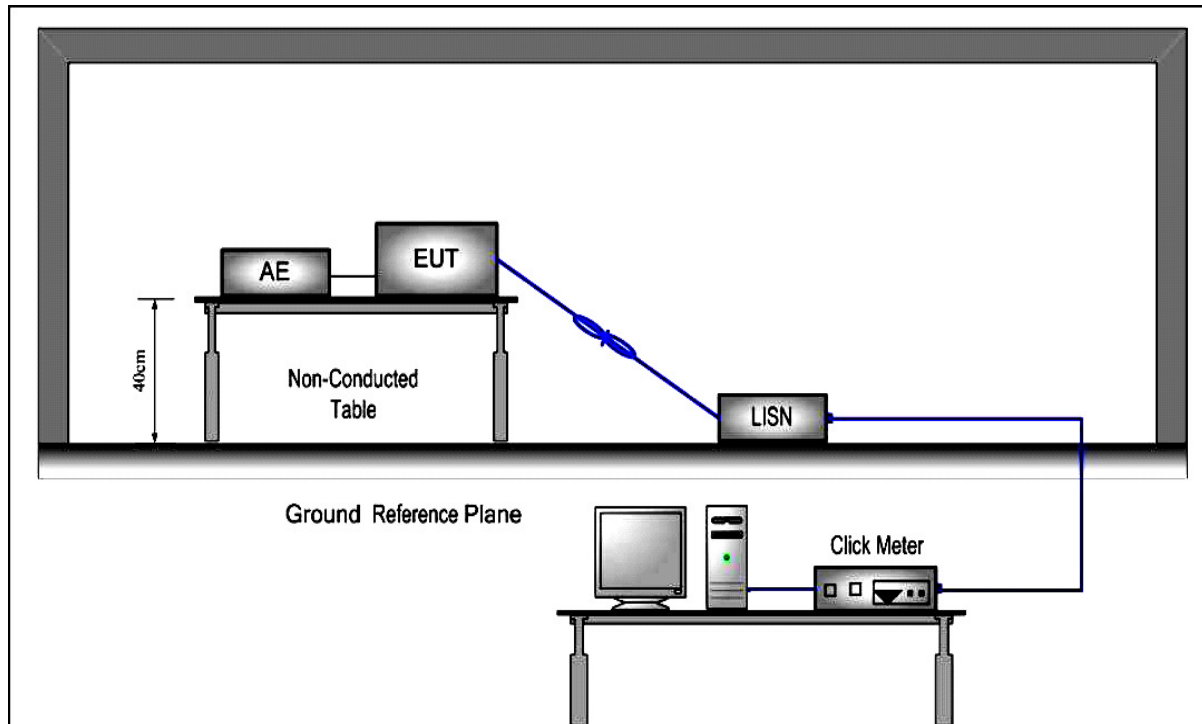 AE
EUT
40cm
Non-Conducted
Table
LISN
Ground Reference Plane
Click Meter